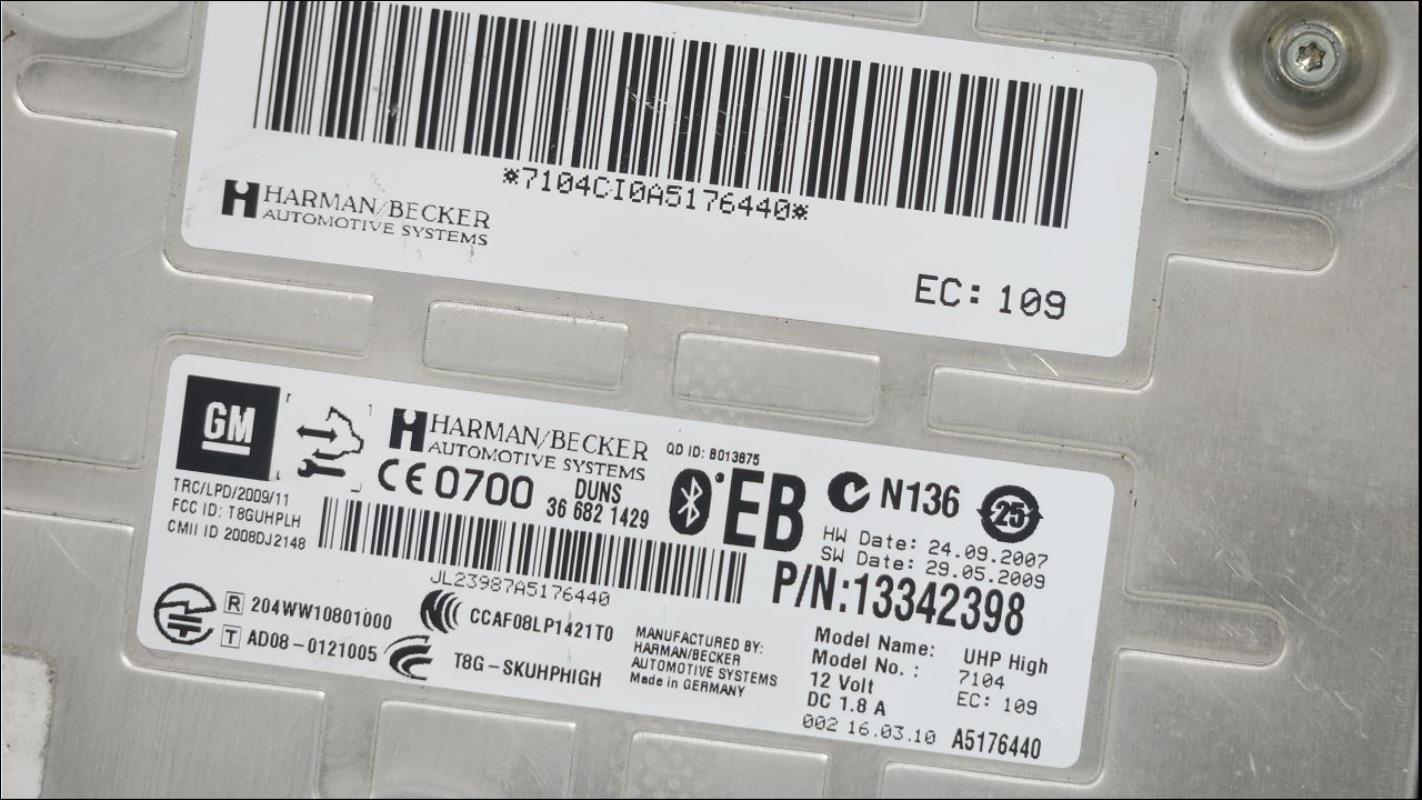 *7104CI0A5176440*
HARMAN/BECKER
AUTOMOTIVE SYSTEMS
EC: 109
GM
HARMAN/BECKER
AUTOMOTIVE SYSTEMS
QD ID: B013875
CE 0700
DUNS
36 682 1429
EB
N136
25
TRC/LPD/2009/11
FCC ID: T8GUHPLH
CMII ID 2008DJ2148
HW Date: 24.09.2007
SW Date: 29.05.2009
JL23987A5176440
P/N:13342398
R 204WW10801000
T AD08-0121005
CCAF08LP1421T0
T8G-SKUHPHIGH
MANUFACTURED BY:
HARMAN/BECKER
AUTOMOTIVE SYSTEMS
Made in GERMANY
Model Name: UHP High
Model No. : 7104
12 Volt EC: 109
DC 1.8 A
002 16.03.10 A5176440